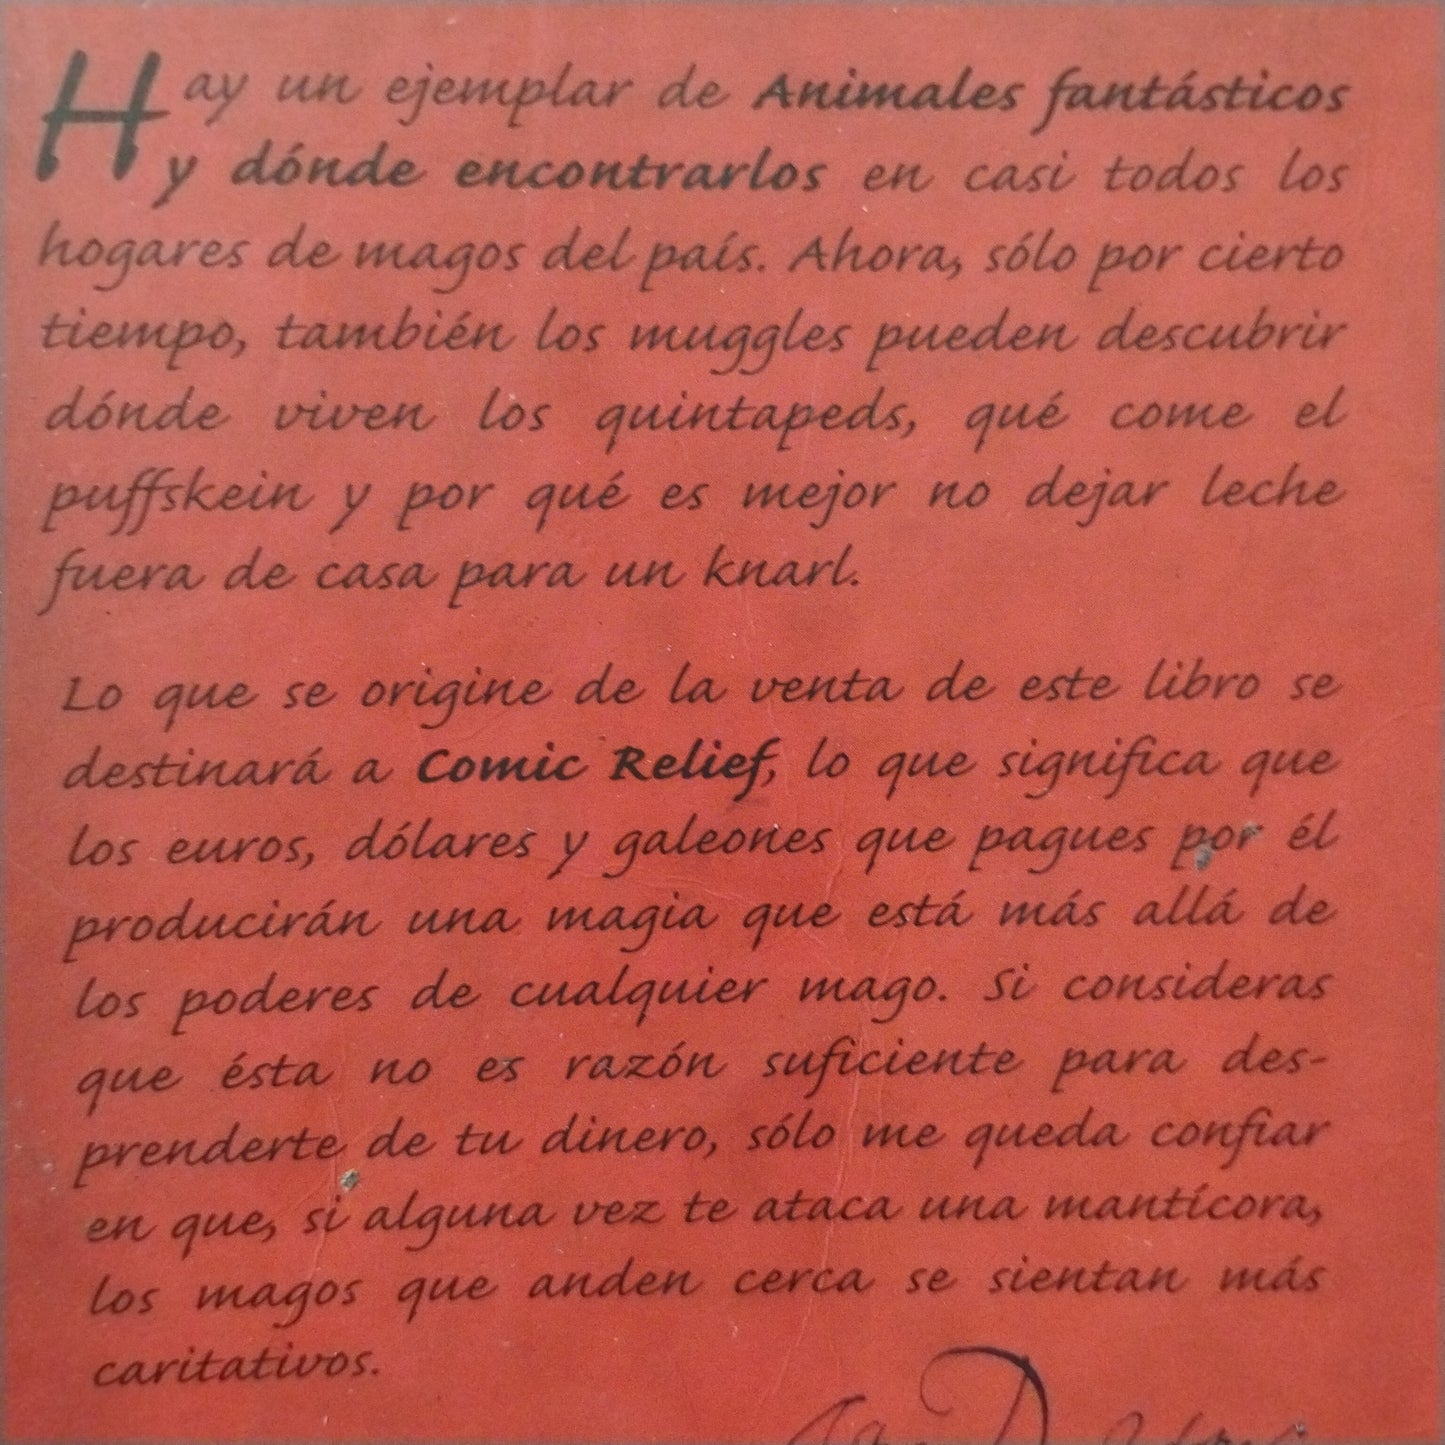 Hay un ejemplar de Animales fantásticos
y dónde encontrarlos en casi todos los
hogares de magos del país. Ahora, sólo por cierto
tiempo, también los muggles pueden descubrir
dónde viven los quintapeds, qué come el
puffskein y por qué es mejor no dejar leche
fuera de casa para un knarl.
Lo que se origine de la venta de este libro se
destinará a Comic Relief, lo que significa que
los euros, dólares y galeones que pagues por él
producirán una magia que está más allá de
los poderes de cualquier mago. Si consideras
que ésta no es razón suficiente para des-
prenderte de tu dinero, sólo me queda confiar
en que, si alguna vez te ataca una mantícora,
los magos que anden cerca se sientan más
caritativos.